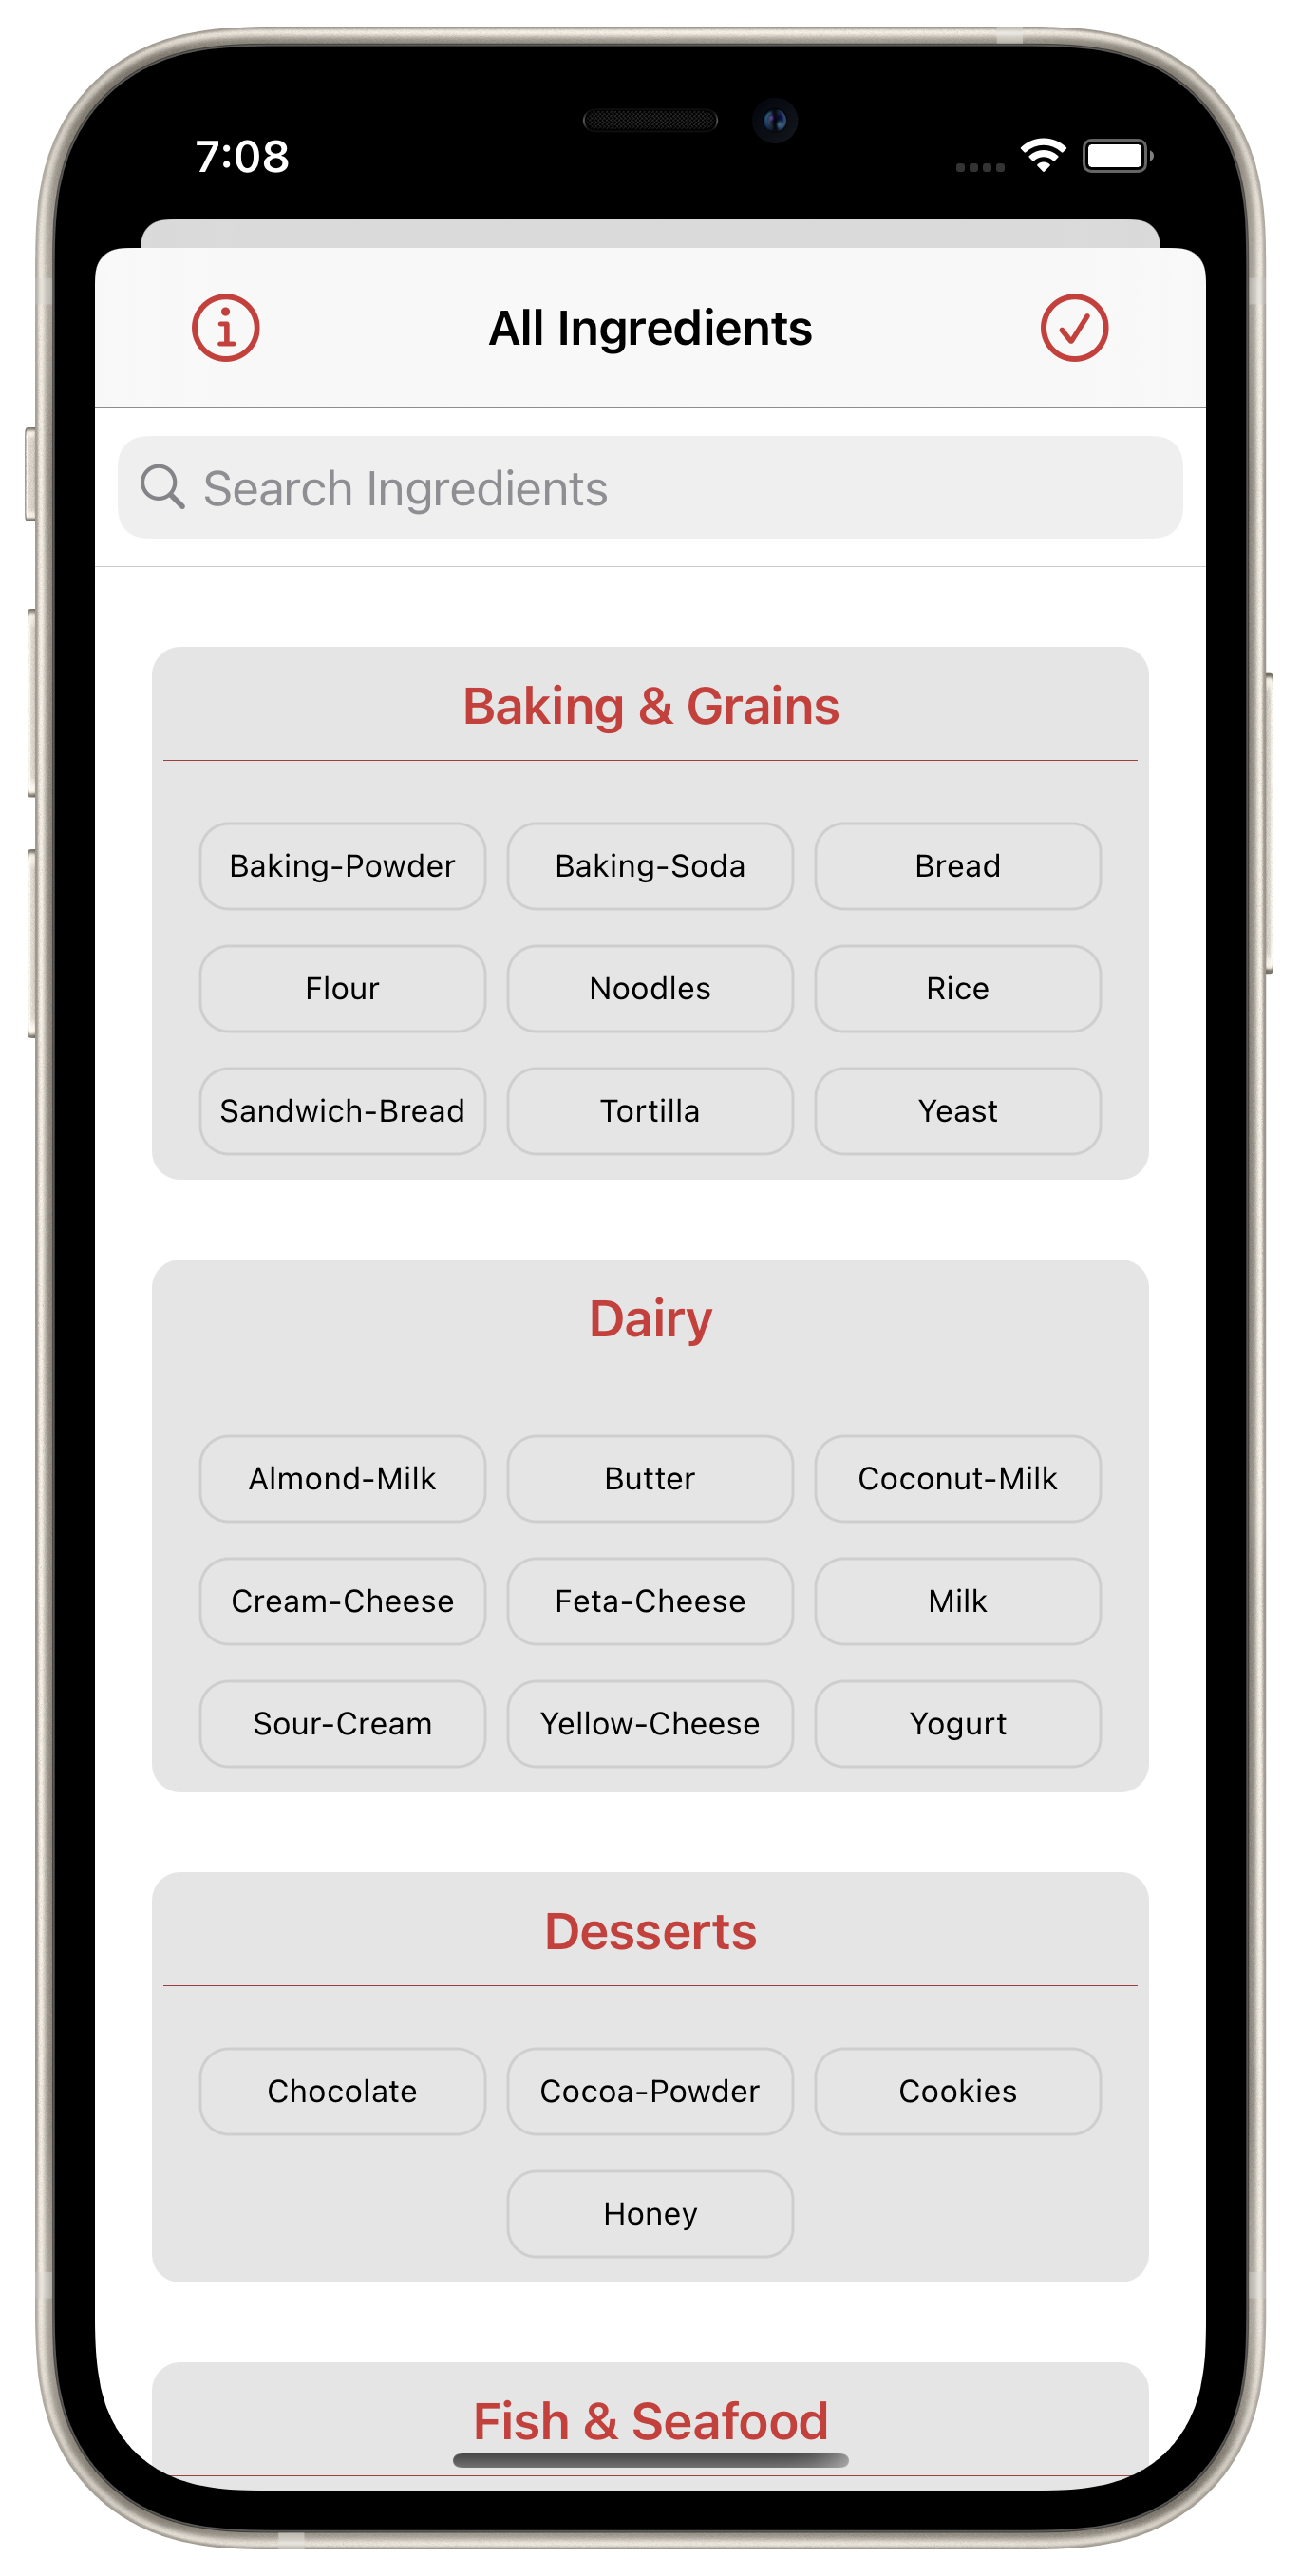 7:08
All Ingredients
Search Ingredients
Baking & Grains
Baking-Powder Baking-Soda Bread
Flour Noodles Rice
Sandwich-Bread Tortilla Yeast
Dairy
Almond-Milk Butter Coconut-Milk
Cream-Cheese Feta-Cheese Milk
Sour-Cream Yellow-Cheese Yogurt
Desserts
Chocolate Cocoa-Powder Cookies
Honey
Fish & Seafood